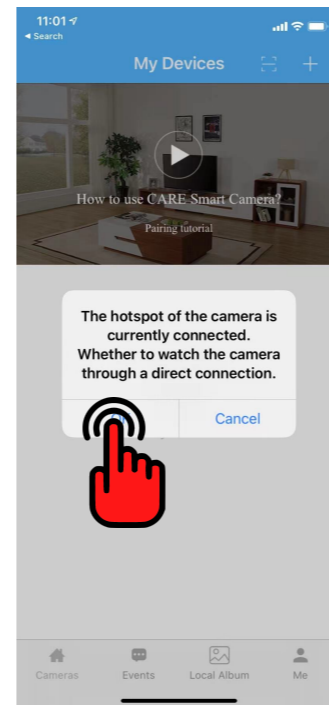 11:01
Search
My Devices
How to use CARE Smart Camera?
Pairing tutorial
The hotspot of the camera is
currently connected.
Whether to watch the camera
through a direct connection.
Cancel
Cameras Events Local Album Me